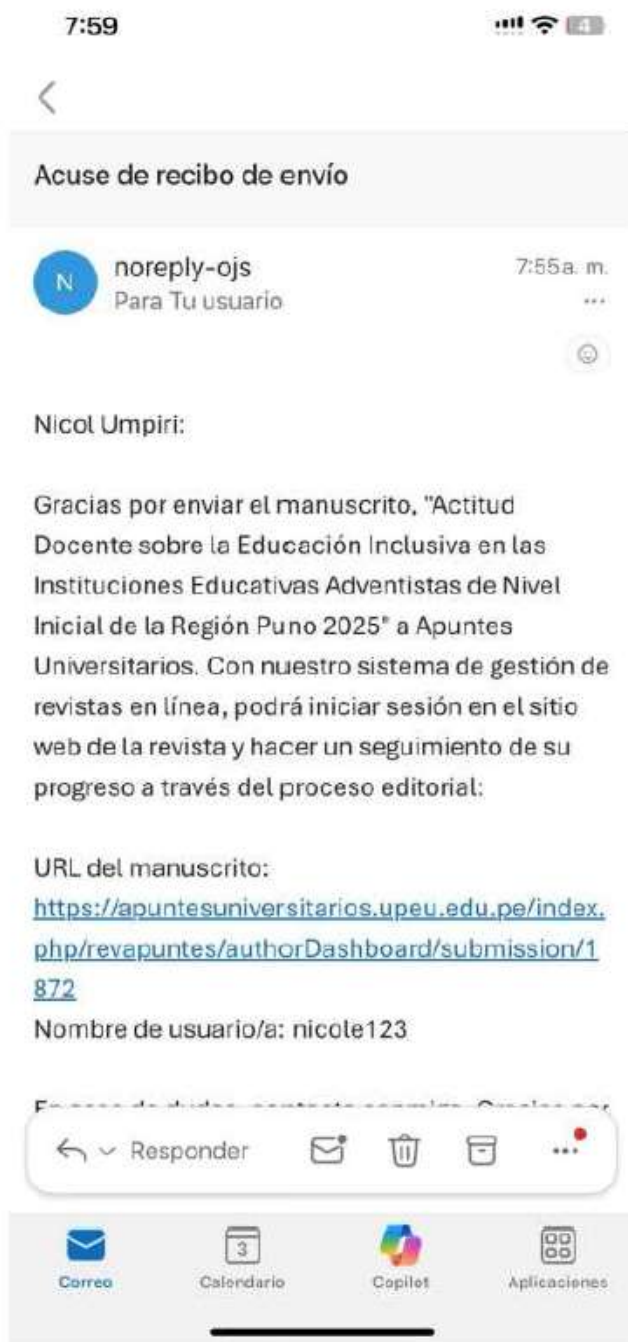 7:59
4
Acuse de recibo de envío
N
noreply-ojs
7:55 a. m.
Para Tu usuario
Nicol Umpiri:
Gracias por enviar el manuscrito, "Actitud
Docente sobre la Educación Inclusiva en las
Instituciones Educativas Adventistas de Nivel
Inicial de la Región Puno 2025" a Apuntes
Universitarios. Con nuestro sistema de gestión de
revistas en línea, podrá iniciar sesión en el sitio
web de la revista y hacer un seguimiento de su
progreso a través del proceso editorial:
URL del manuscrito:
https://apuntesuniversitarios.upeu.edu.pe/index.
php/revapuntes/authorDashboard/submission/1
872
Nombre de usuario/a: nicole123
Responder
3
Correo
Calendario
Copilot
Aplicaciones